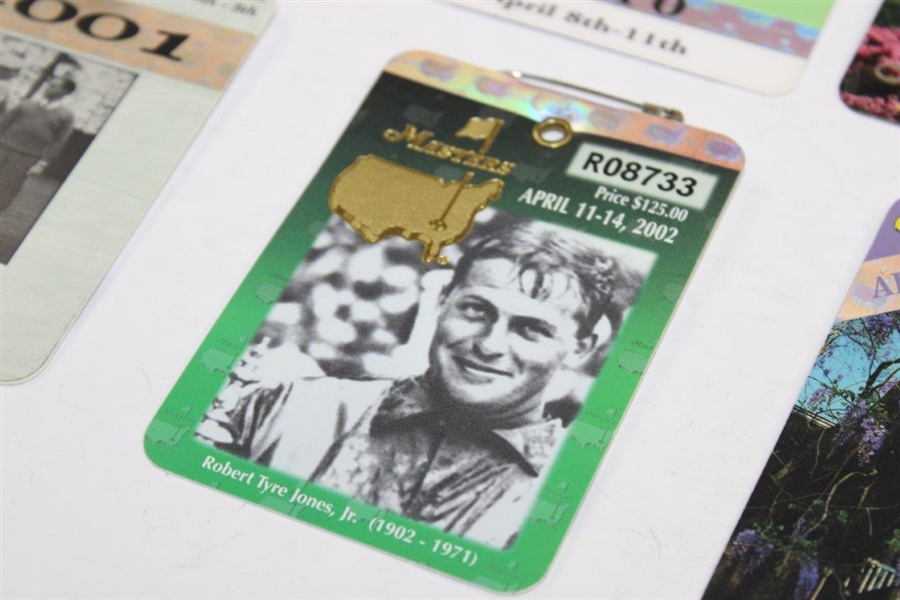 2001
April 8th-11th
Masters
R08733
Price $125.00
APRIL 11-14, 2002
Robert Tyre Jones, Jr. (1902 - 1971)